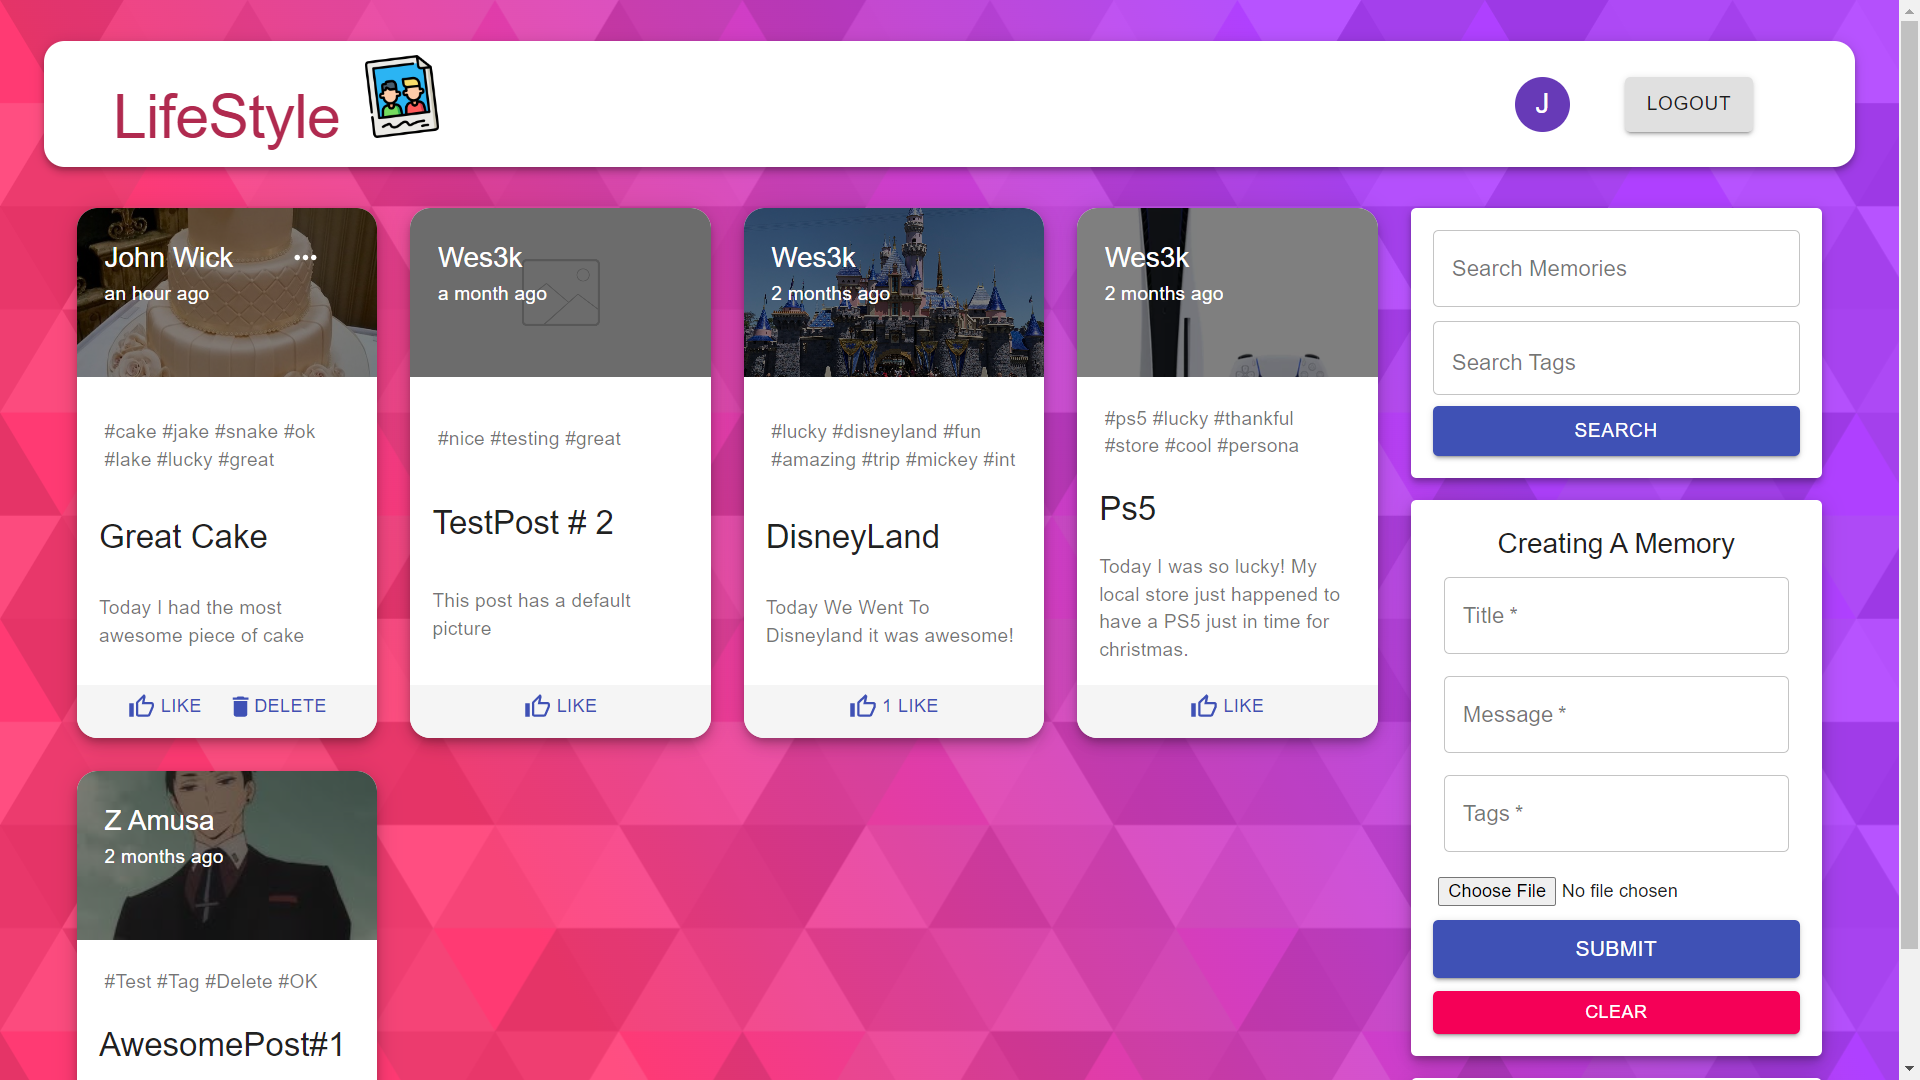 LifeStyle
J
LOGOUT
John Wick
an hour ago
#cake #jake #snake #ok
#lake #lucky #great
Great Cake
Today I had the most
awesome piece of cake
LIKE
DELETE
Wes3k
a month ago
#nice #testing #great
TestPost # 2
This post has a default
picture
LIKE
Wes3k
2 months ago
#lucky #disneyland #fun
#amazing #trip #mickey #int
DisneyLand
Today We Went To
Disneyland it was awesome!
1 LIKE
Wes3k
2 months ago
#ps5 #lucky #thankful
#store #cool #persona
Ps5
Today I was so lucky! My
local store just happened to
have a PS5 just in time for
christmas.
LIKE
Z Amusa
2 months ago
#Test #Tag #Delete #OK
AwesomePost#1
Search Memories
Search Tags
SEARCH
Creating A Memory
Title *
Message *
Tags *
Choose File No file chosen
SUBMIT
CLEAR